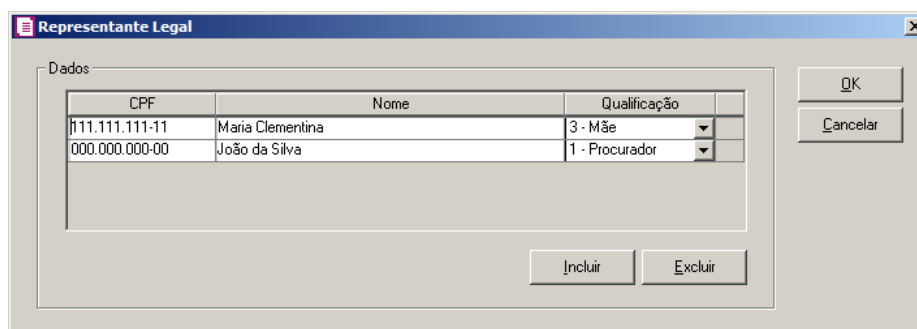 Representante Legal
Dados
OK
CPF Nome Qualificação
111.111.111-11 Maria Clementina 3 - Mãe
Cancelar
000.000.000-00 João da Silva 1 - Procurador
Incluir Excluir